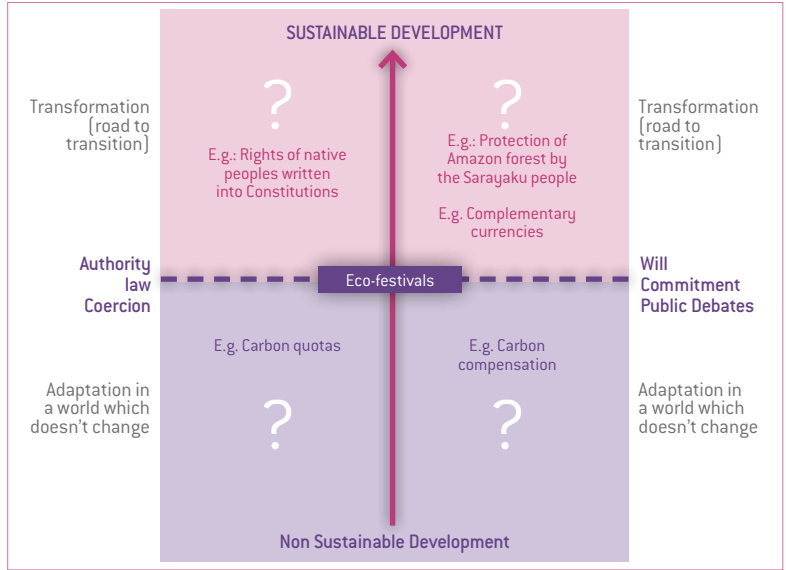 SUSTAINABLE DEVELOPMENT
Transformation
(road to
transition)
?
E.g.: Rights of native
peoples written
into Constitutions
?
E.g.: Protection of
Amazon forest by
the Sarayaku people
E.g. Complementary
currencies
Transformation
(road to
transition)
Authority
law
Coercion
Eco-festivals
Will
Commitment
Public Debates
E.g. Carbon quotas
E.g. Carbon
compensation
Adaptation in
a world which
doesn't change
?
?
Adaptation in
a world which
doesn't change
Non Sustainable Development